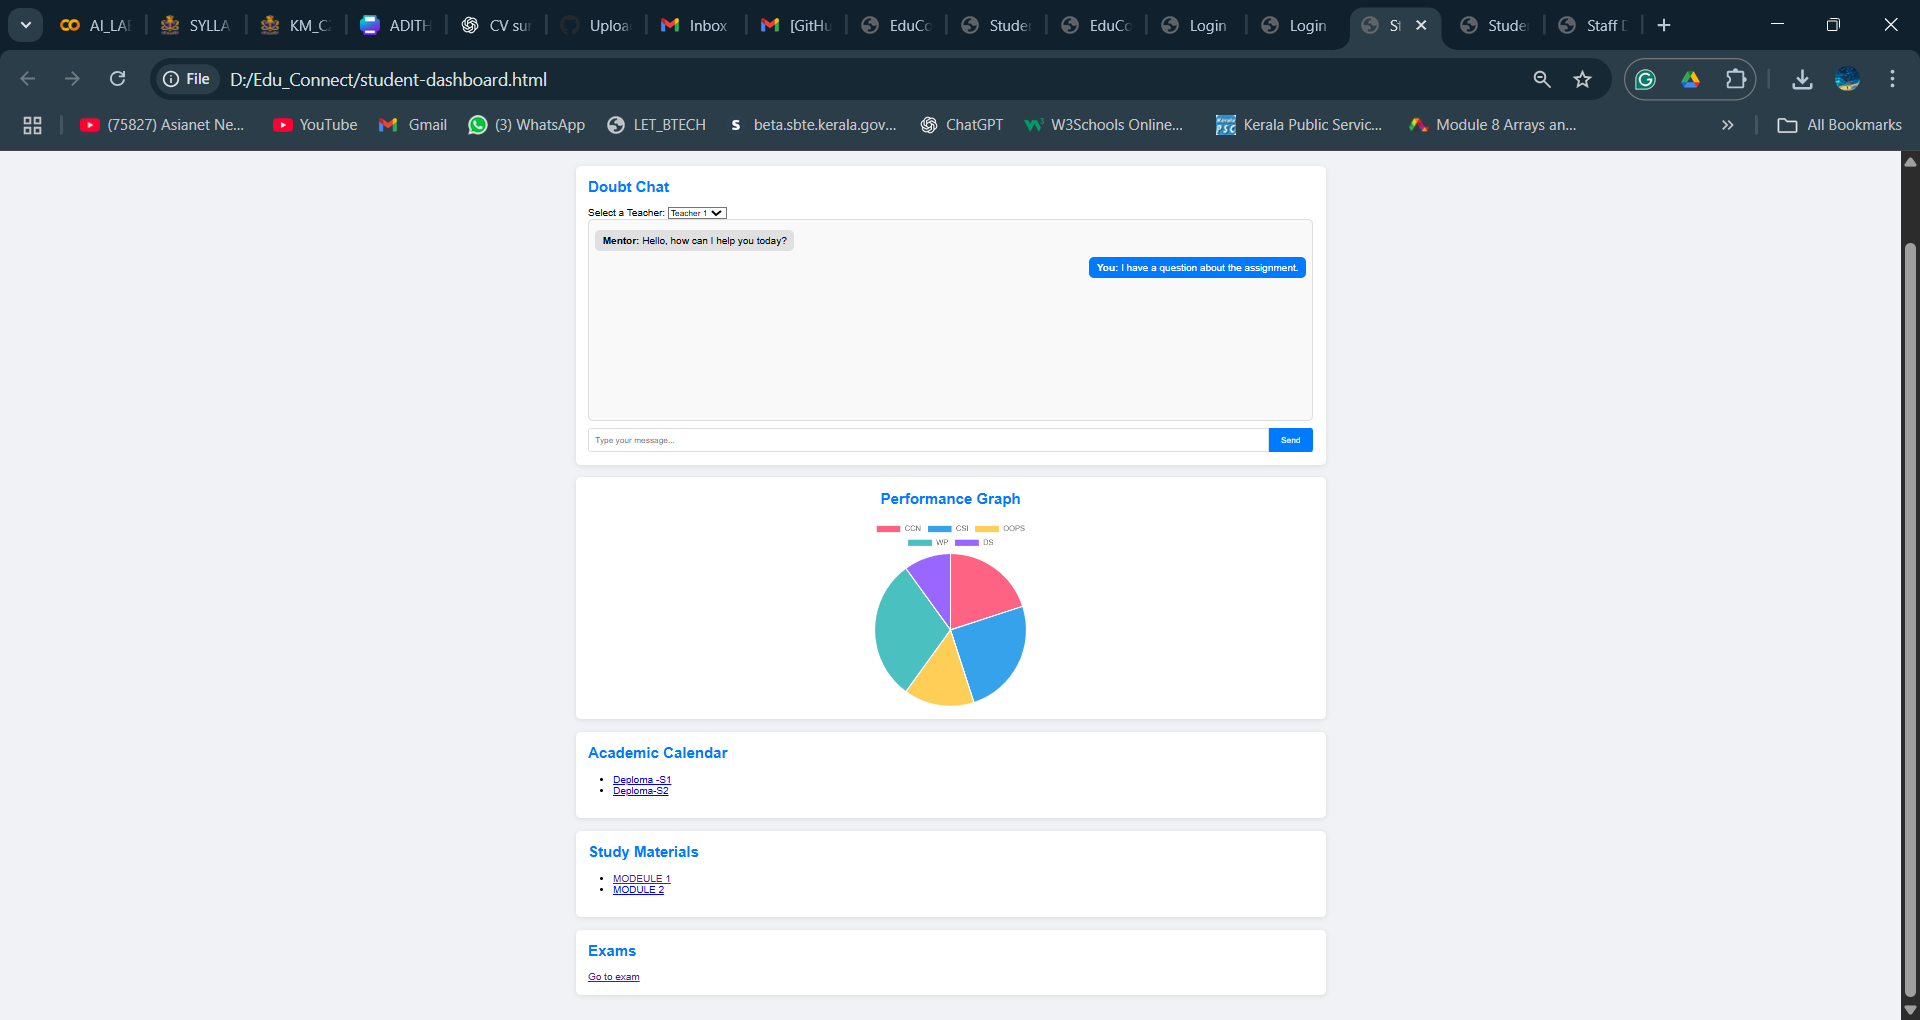 AI_LAB
SYLLA
KM_C
ADITH
CV su
Uploa
Inbox
[GitHu
EduCo
Stude
EduCo
Login
Login
St
Stude
Staff D
File
D:/Edu_Connect/student-dashboard.html
(75827) Asianet Ne...
YouTube
Gmail
(3) WhatsApp
LET_BTECH
S
beta.sbte.kerala.gov...
ChatGPT
W3Schools Online...
Kerala Public Servic...
Module 8 Arrays an...
All Bookmarks
Doubt Chat
Select a Teacher: Teacher 1
Mentor: Hello, how can I help you today?
You: I have a question about the assignment.
Type your message...
Send
Performance Graph
CCN CSI OOPS
WP DS
Academic Calendar
• Deploma -S1
• Deploma-S2
Study Materials
• MODEULE 1
• MODULE 2
Exams
Go to exam